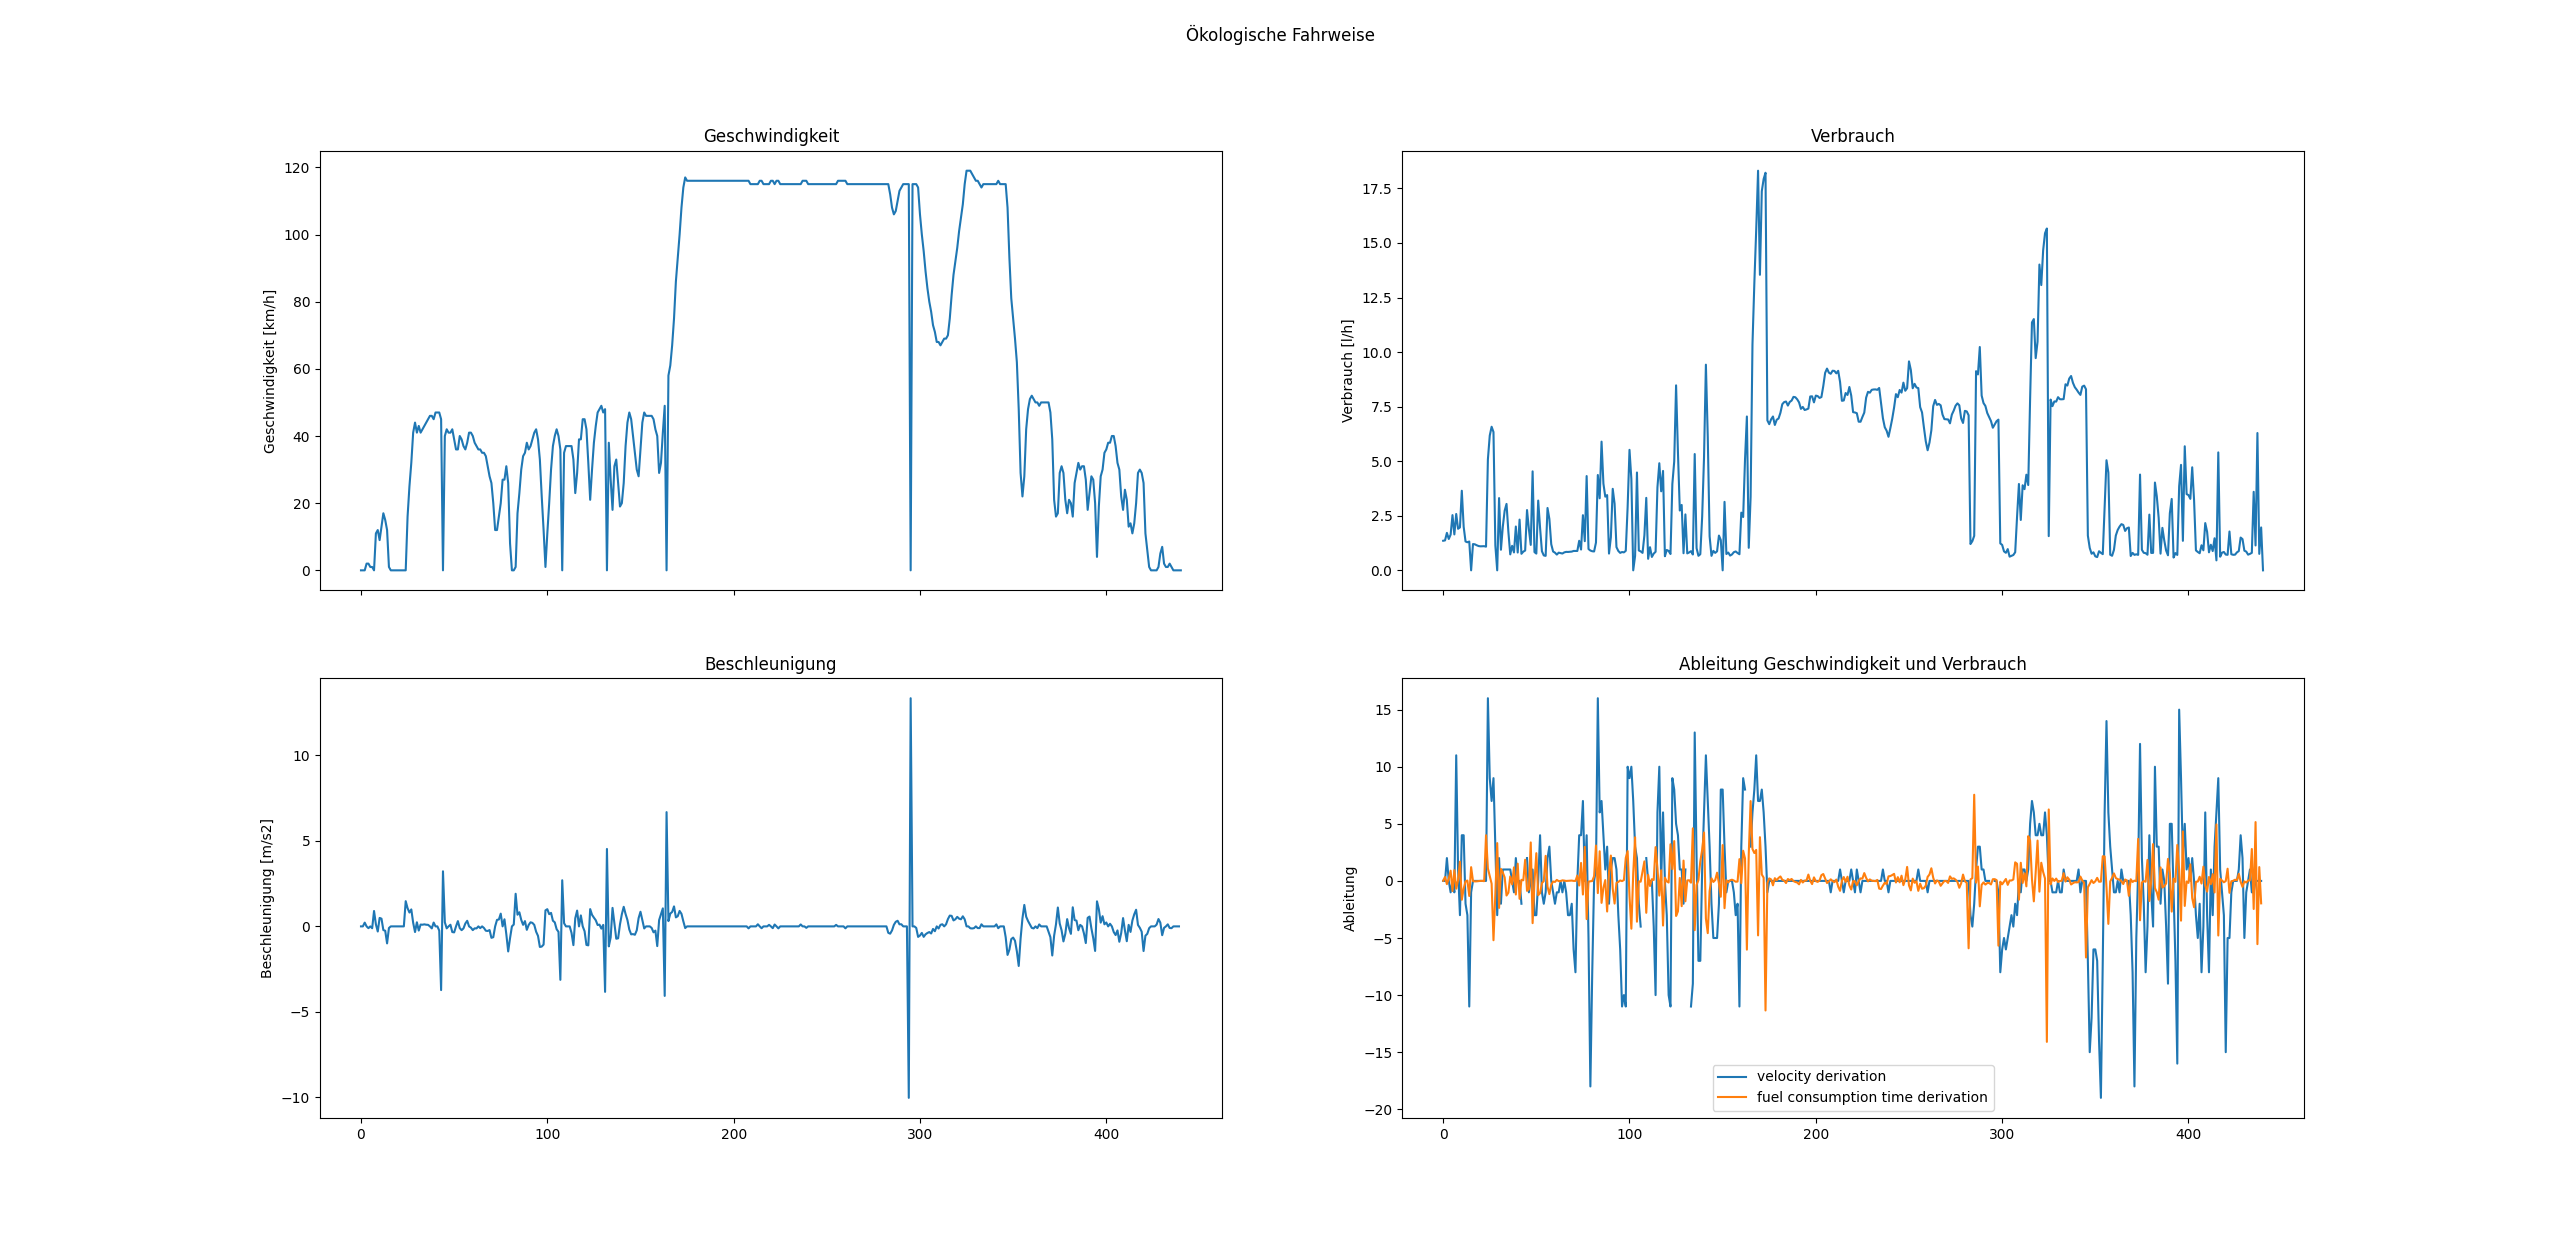 Ökologische Fahrweise
Geschwindigkeit
Geschwindigkeit [km/h]
120
100
80
60
40
20
0
Verbrauch
Verbrauch [l/h]
17.5
15.0
12.5
10.0
7.5
5.0
2.5
0.0
Beschleunigung
Beschleunigung [m/s2]
10
5
0
−5
−10
0 100 200 300 400
Ableitung Geschwindigkeit und Verbrauch
Ableitung
15
10
5
0
−5
−10
−15
−20
velocity derivation
fuel consumption time derivation
0 100 200 300 400